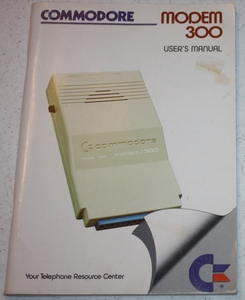 COMMODORE
MODEM
300
USER'S MANUAL
commodore
Your Telephone Resource Center